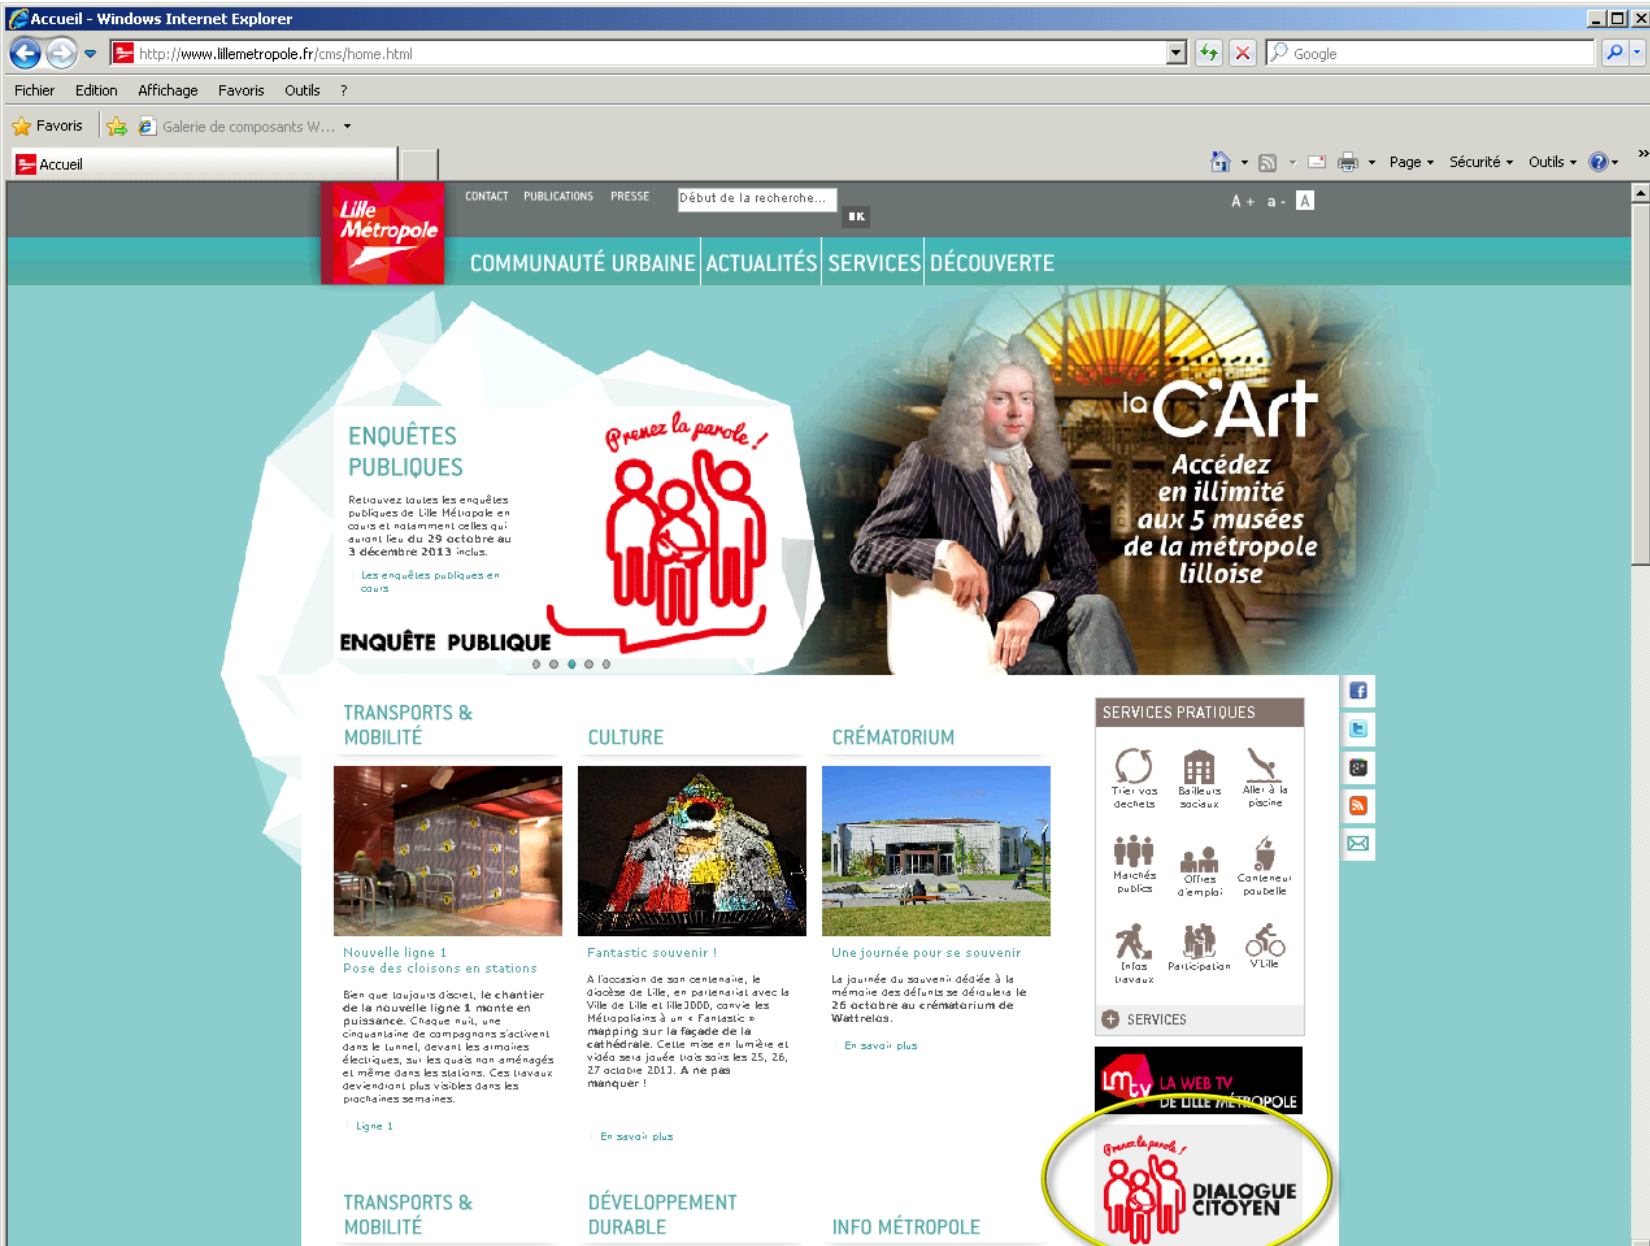 Accueil - Windows Internet Explorer
http://www.lillemetropole.fr/cms/home.html
Google
Fichier Edition Affichage Favoris Outils ?
Favoris Galerie de composants W...
Accueil
Page Sécurité Outils
Lille
Métropole
CONTACT PUBLICATIONS PRESSE
Début de la recherche...
OK
A + a - A
COMMUNAUTÉ URBAINE ACTUALITÉS SERVICES DÉCOUVERTE
ENQUÊTES
PUBLIQUES
Retrouvez toutes les enquêtes
publiques de Lille Métropole en
cours et notamment celles qui
auront lieu du 29 octobre au
3 décembre 2013 inclus.
Les enquêtes publiques en
cours
Prenez la parole !
ENQUÊTE PUBLIQUE
la C'Art
Accédez
en illimité
aux 5 musées
de la métropole
lilloise
TRANSPORTS &
MOBILITÉ
Nouvelle ligne 1
Pose des cloisons en stations
Bien que toujours discret, le chantier
de la nouvelle ligne 1 monte en
puissance. Chaque nuit, une
cinquantaine de compagnons s'activent
dans le tunnel, devant les armoires
électriques, sur les quais non aménagés
et même dans les stations. Ces travaux
deviendront plus visibles dans les
prochaines semaines.
Ligne 1
CULTURE
Fantastic souvenir !
A l'occasion de son centenaire, le
diocèse de Lille, en partenariat avec la
Ville de Lille et lille3000, convie les
Métropolitains à un « Fantastic »
mapping sur la façade de la
cathédrale. Cette mise en lumière et
vidéo sera jouée trois soirs les 25, 26,
27 octobre 2013. A ne pas
manquer !
En savoir plus
CRÉMATORIUM
Une journée pour se souvenir
La journée du souvenir dédiée à la
mémoire des défunts se déroulera le
26 octobre au crématorium de
Wattrelos.
En savoir plus
SERVICES PRATIQUES
Trier vos
dechets
Bailleurs
sociaux
Aller à la
piscine
Marchés
publics
Offres
d'emploi
Conteneur
poubelle
Infos
travaux
Participation
V'Lille
SERVICES
LMtv LA WEB TV
DE LILLE MÉTROPOLE
Prenez la parole !
DIALOGUE
CITOYEN
TRANSPORTS &
MOBILITÉ
DÉVELOPPEMENT
DURABLE
INFO MÉTROPOLE